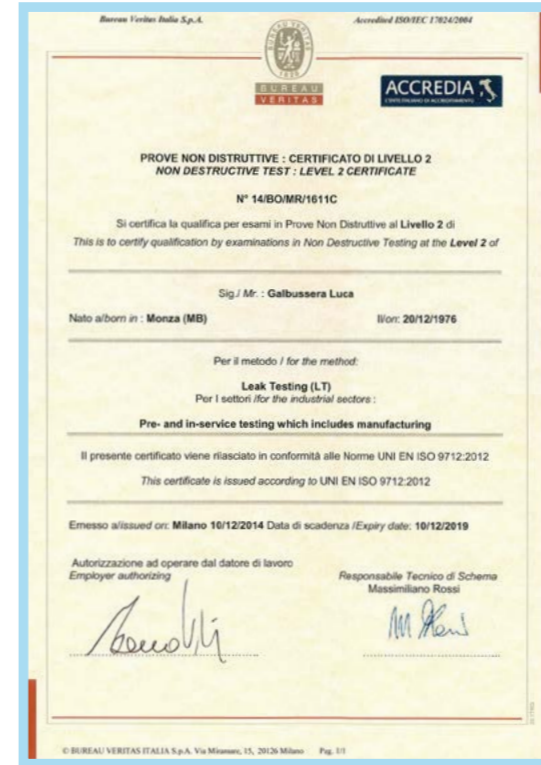 Bureau Veritas Italia S.p.A.
Accredited ISO/IEC 17024/2004
1828
BUREAU
VERITAS
ACCREDIA
L'ENTE ITALIANO DI ACCREDITAMENTO
PROVE NON DISTRUTTIVE : CERTIFICATO DI LIVELLO 2
NON DESTRUCTIVE TEST : LEVEL 2 CERTIFICATE
N° 14/BO/MR/1611C
Si certifica la qualifica per esami in Prove Non Distruttive al Livello 2 di
This is to certify qualification by examinations in Non Destructive Testing at the Level 2 of
Sig./ Mr. : Galbussera Luca
Nato a/born in : Monza (MB)
Il/on: 20/12/1976
Per il metodo / for the method:
Leak Testing (LT)
Per I settori /for the industrial sectors :
Pre- and in-service testing which includes manufacturing
Il presente certificato viene rilasciato in conformità alle Norme UNI EN ISO 9712:2012
This certificate is issued according to UNI EN ISO 9712:2012
Emesso a/issued on: Milano 10/12/2014 Data di scadenza /Expiry date: 10/12/2019
Autorizzazione ad operare dal datore di lavoro
Employer authorizing
Responsabile Tecnico di Schema
Massimiliano Rossi
© BUREAU VERITAS ITALIA S.p.A. Via Miramare, 15, 20126 Milano Pag. 1/1